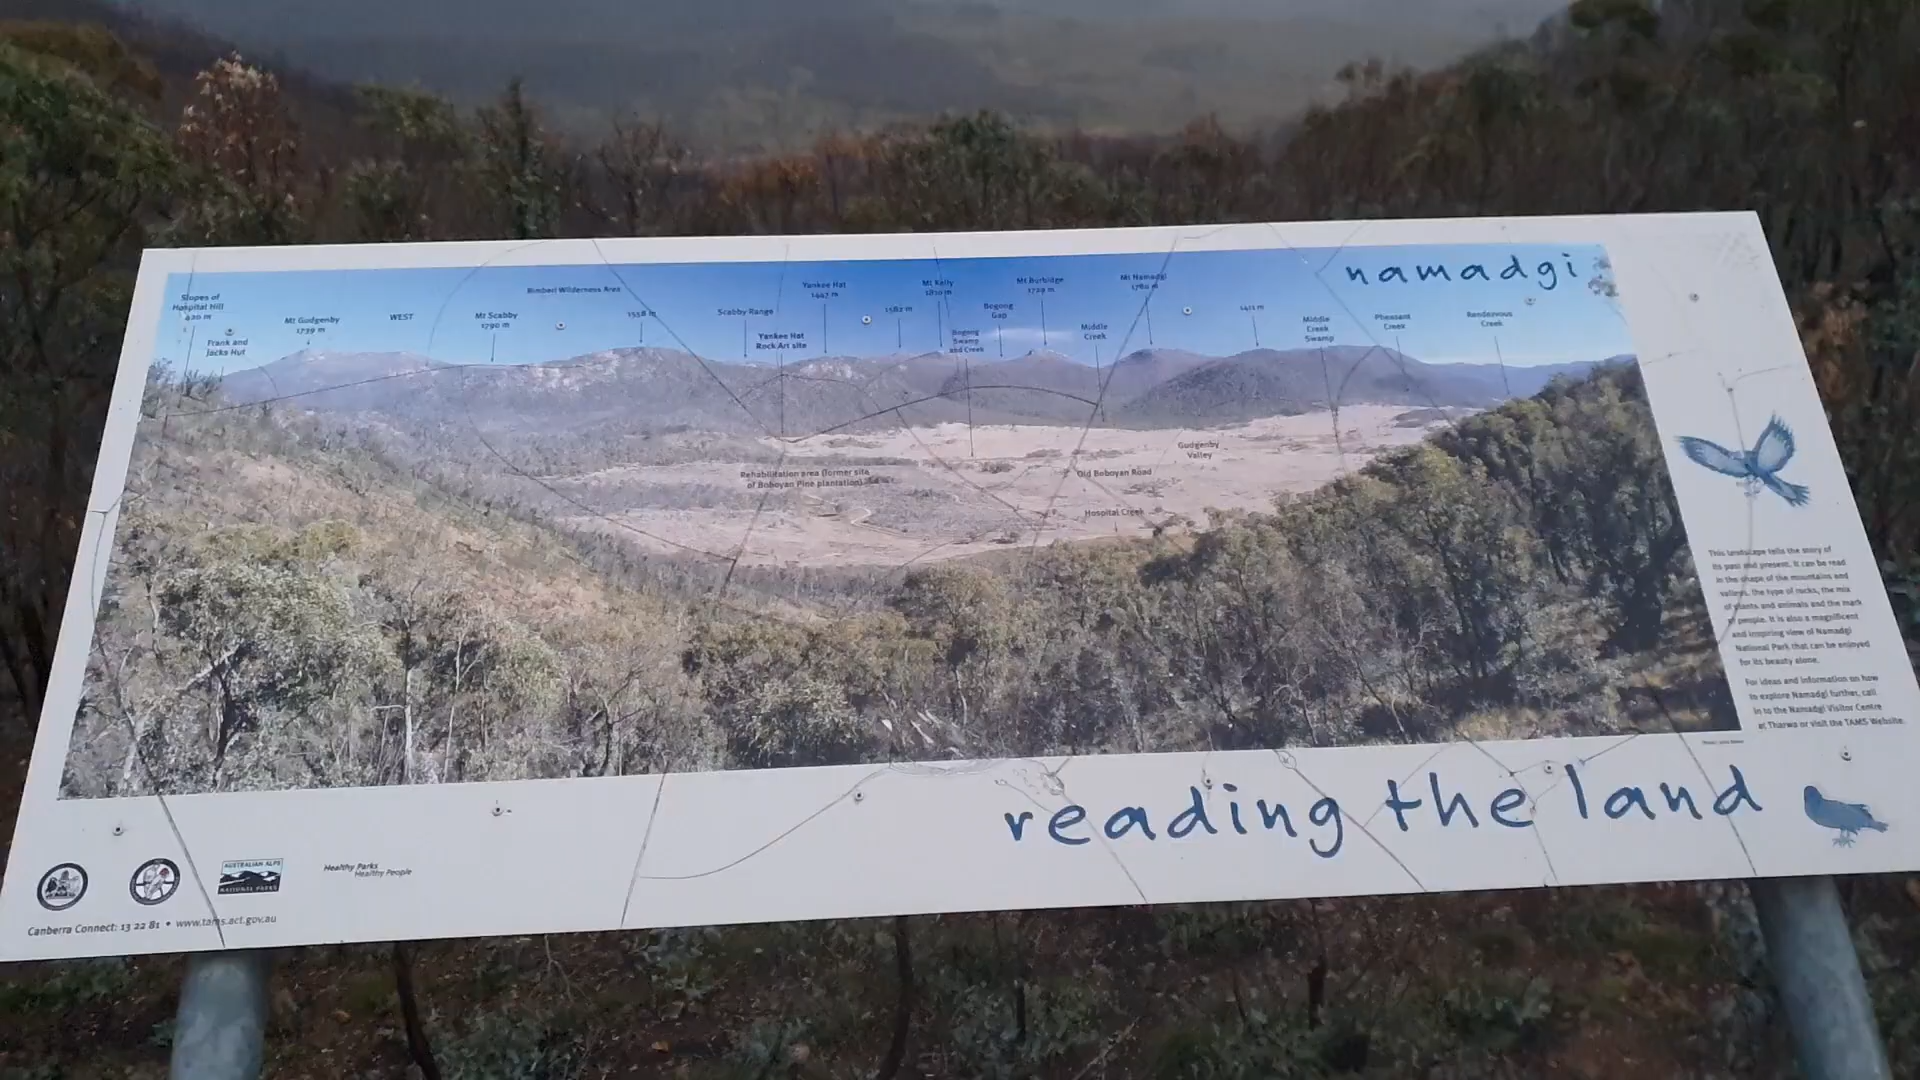 namadgi
Slopes of
Hospital Hill
Frank and
Jacks Hut
Mt Gudgenby
1739 m
WEST
Mt Scabby
1790 m
Bimberi Wilderness Area
1558 m
Scabby Range
Yankee Hat
Rock Art site
Yankee Hat
1447 m
1582 m
Mt Kelly
1810 m
Bogong
Swamp
and Creek
Bogong
Gap
Mt Burbidge
1729 m
Middle
Creek
Mt Namadgi
1780 m
1411 m
Middle
Creek
Swamp
Pheasant
Creek
Rendezvous
Creek
Gudgenby
Valley
Rehabilitation area (former site
of Boboyan Pine plantation)
Old Boboyan Road
Hospital Creek
This landscape tells the story of
its past and present. It can be read
in the shape of the mountains and
valleys, the type of rocks, the mix
of plants and animals and the mark
of people. It is also a magnificent
and inspiring view of Namadgi
National Park that can be enjoyed
for its beauty alone.
For ideas and information on how
to explore Namadgi further, call
in to the Namadgi Visitor Centre
at Tharwa or visit the TAMS Website.
reading the land
AUSTRALIAN ALPS
NATIONAL PARKS
Healthy Parks
Healthy People
Canberra Connect: 13 22 81 • www.tams.act.gov.au